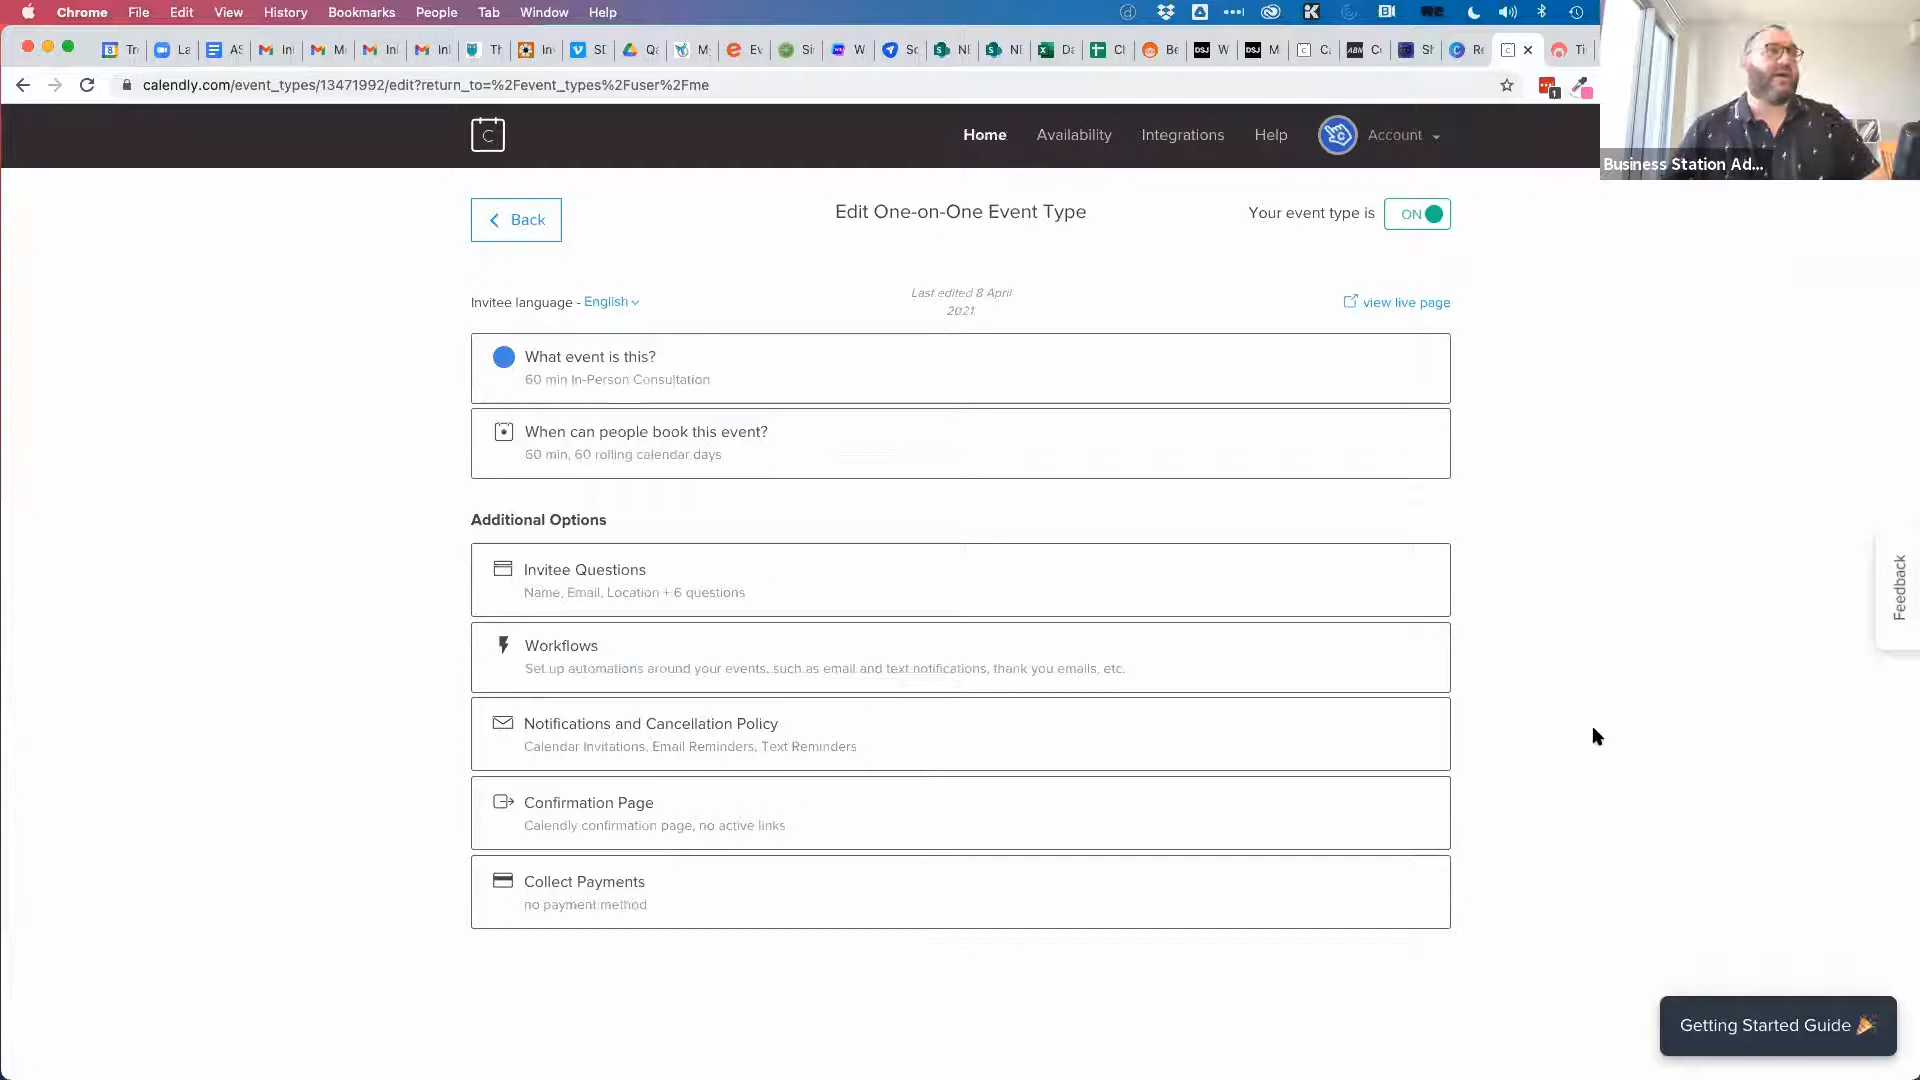 Chrome File Edit View History Bookmarks People Tab Window Help
calendly.com/event_types/13471992/edit?return_to=%2Fevent_types%2Fuser%2Fme
Business Station Ad...
Home Availability Integrations Help Account
Back
Edit One-on-One Event Type
Your event type is ON
Invitee language - English
Last edited 8 April
2021
view live page
What event is this?
60 min In-Person Consultation
When can people book this event?
60 min, 60 rolling calendar days
Additional Options
Invitee Questions
Name, Email, Location + 6 questions
Workflows
Set up automations around your events, such as email and text notifications, thank you emails, etc.
Notifications and Cancellation Policy
Calendar Invitations, Email Reminders, Text Reminders
Confirmation Page
Calendly confirmation page, no active links
Collect Payments
no payment method
Feedback
Getting Started Guide